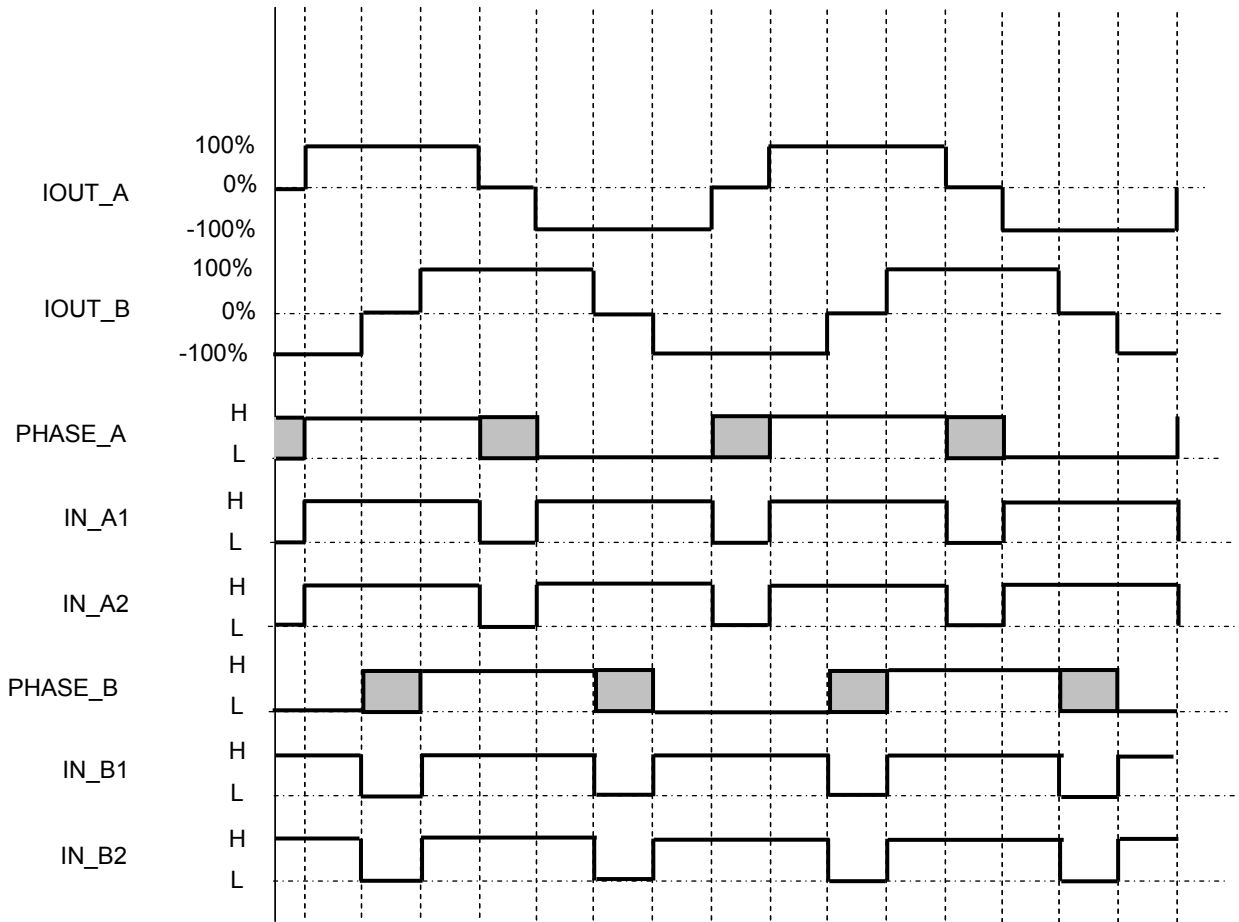 100%
IOUT_A
0%
-100%
100%
IOUT_B
0%
-100%
H
PHASE_A
L
H
IN_A1
L
H
IN_A2
L
H
PHASE_B
L
H
IN_B1
L
H
IN_B2
L